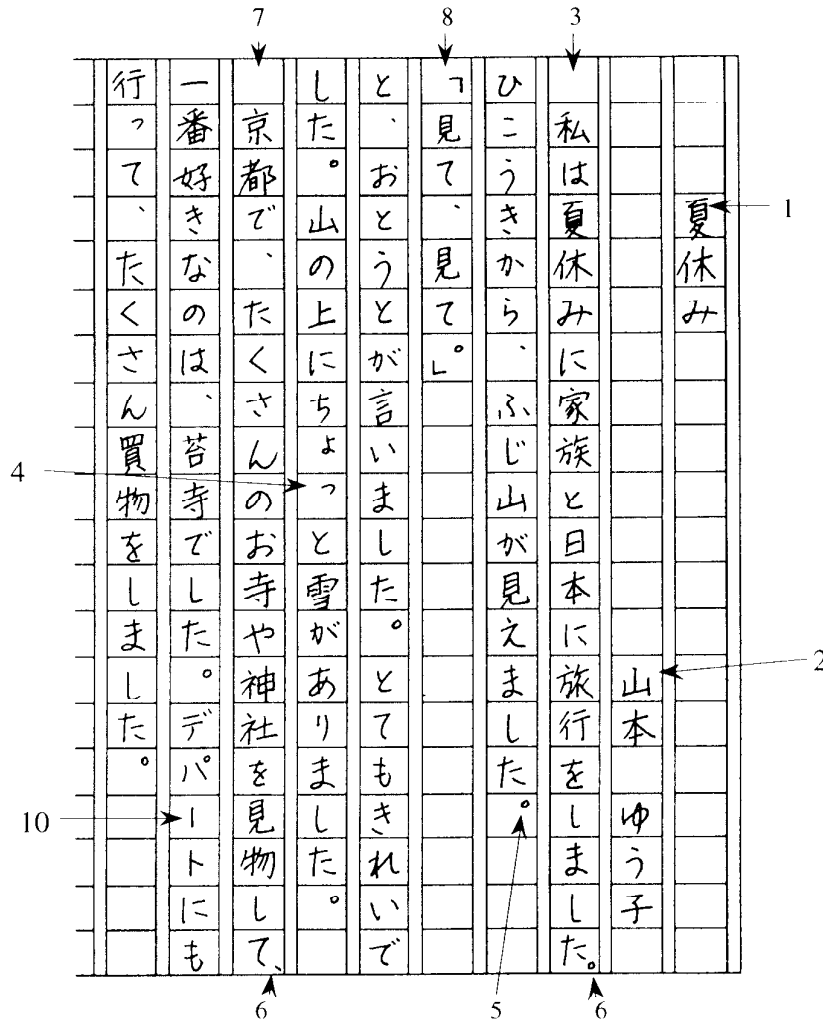 7
8
3
夏休み
1
山本　ゆう子
2
私は夏休みに家族と日本に旅行をしました。
ひこうきから、ふじ山が見えました。
「見て、見て」。
と、おとうとが言いました。とてもきれいで
した。山の上にちょっと雪がありました。
京都で、たくさんのお寺や神社を見物して、
一番好きなのは、苔寺でした。デパートにも
行って、たくさん買物をしました。
4
10
6
5
6